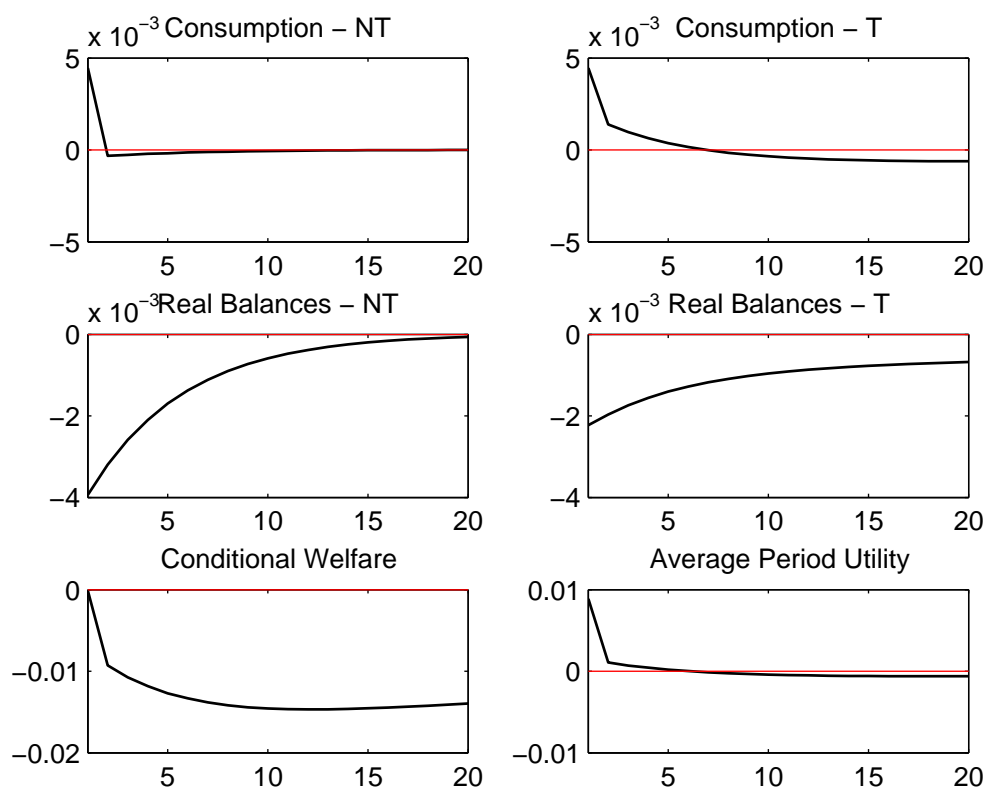 x 10⁻³ Consumption − NT
5
0
−5
5 10 15 20
x 10⁻³ Consumption − T
5
0
−5
5 10 15 20
x 10⁻³ Real Balances − NT
0
−2
−4
5 10 15 20
x 10⁻³ Real Balances − T
0
−2
−4
5 10 15 20
Conditional Welfare
0
−0.01
−0.02
5 10 15 20
Average Period Utility
0.01
0
−0.01
5 10 15 20